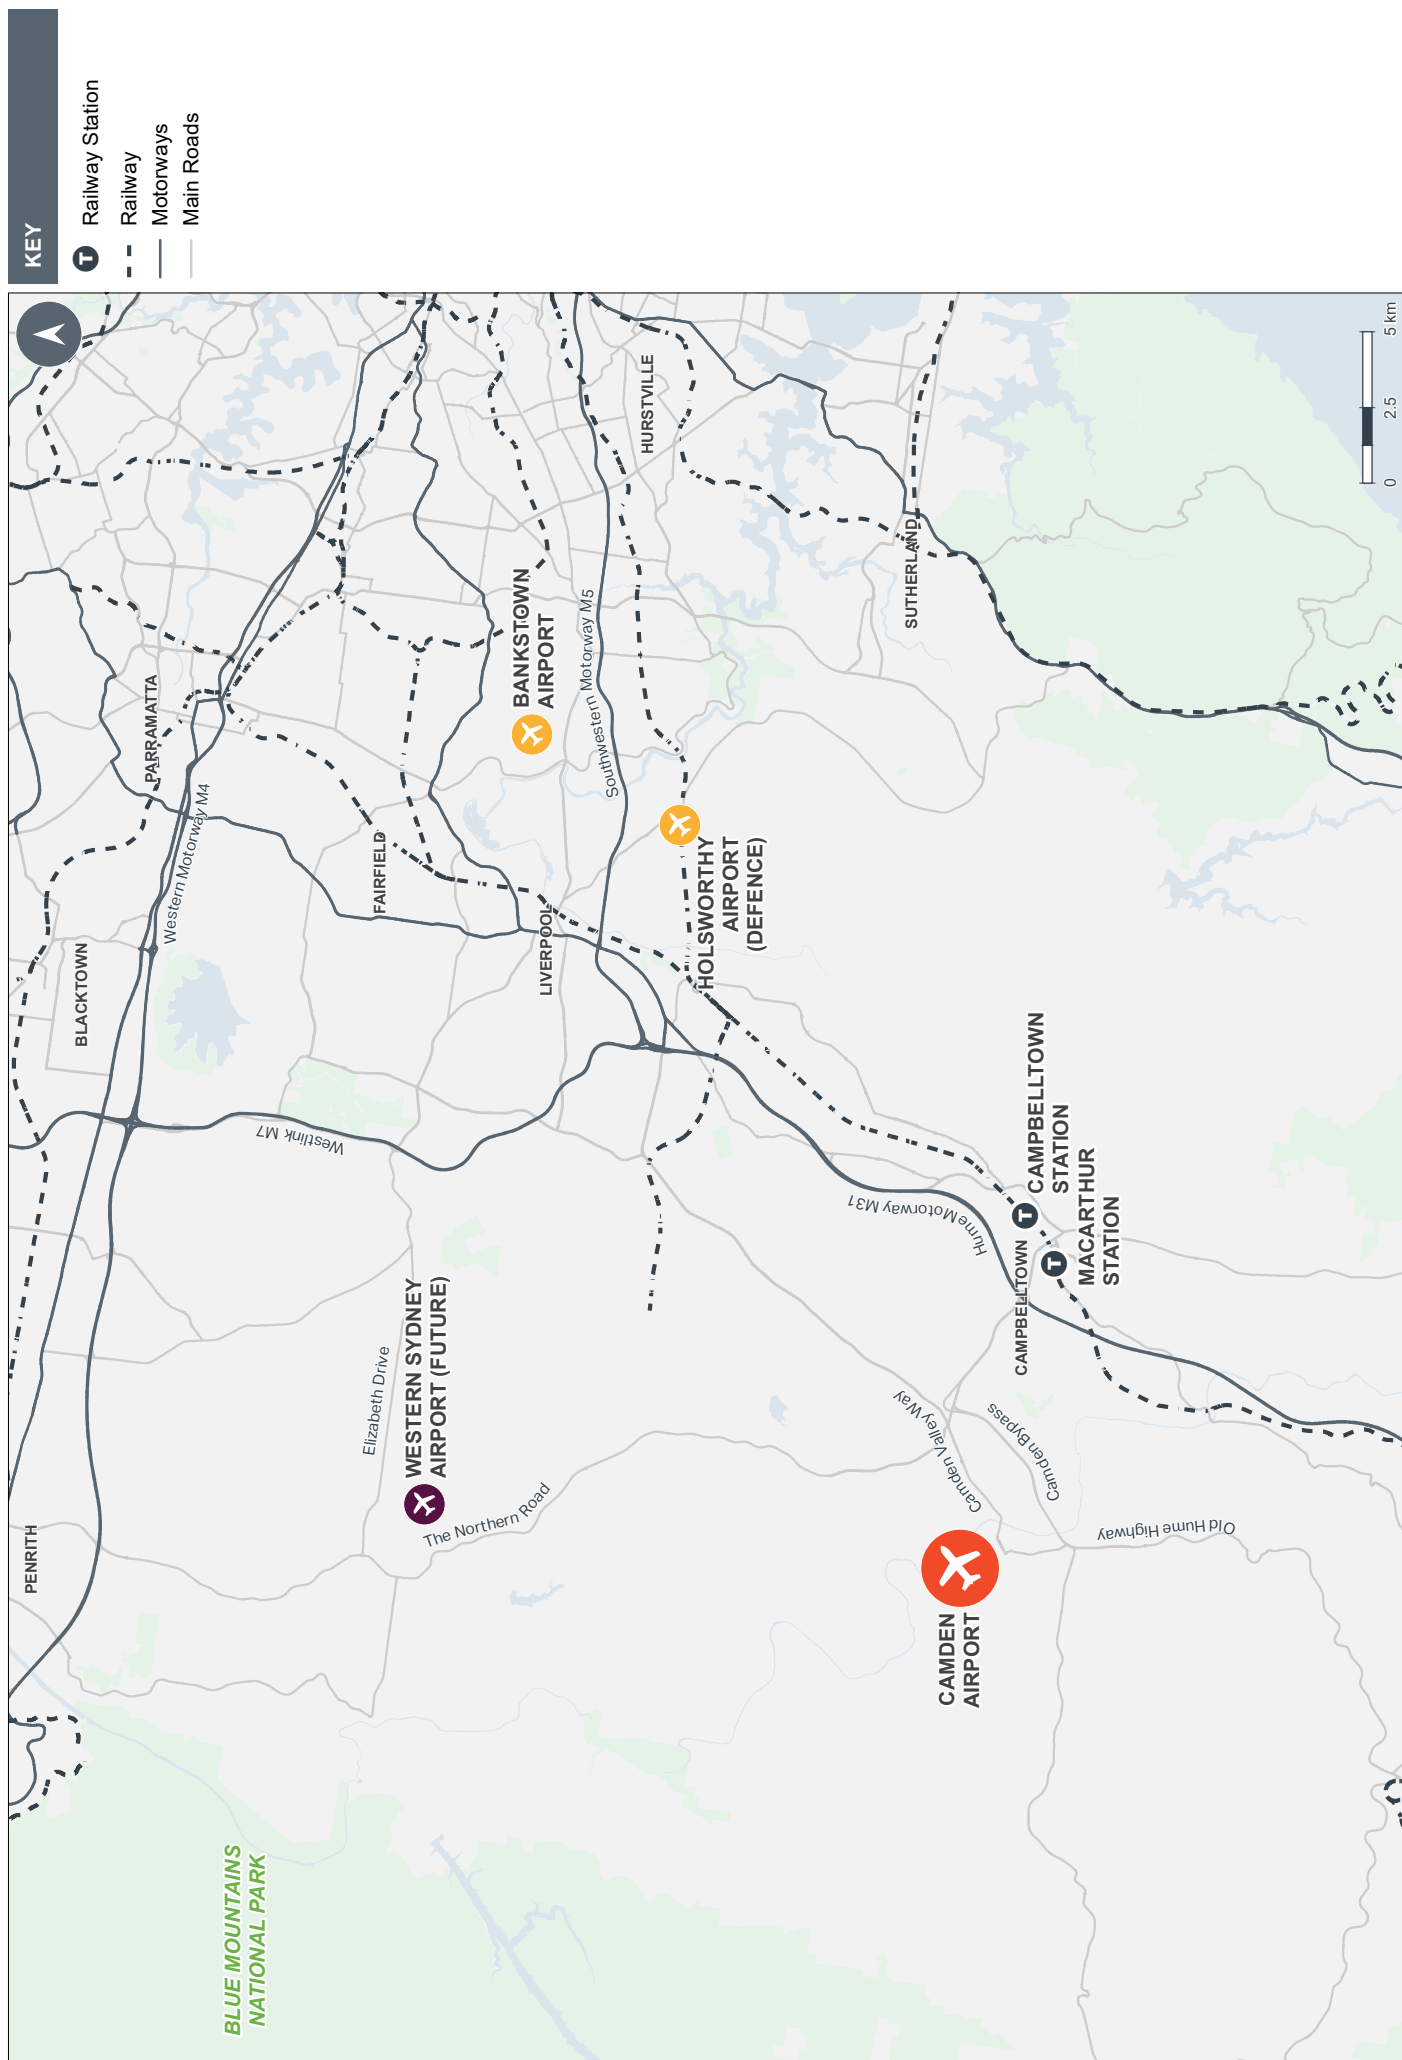 KEY
T
Railway Station
Railway
Motorways
Main Roads
PENRITH
BLACKTOWN
PARRAMATTA
Western Motorway M4
BLUE MOUNTAINS
NATIONAL PARK
Westlink M7
FAIRFIELD
Elizabeth Drive
WESTERN SYDNEY
AIRPORT (FUTURE)
The Northern Road
BANKSTOWN
AIRPORT
LIVERPOOL
Southwestern Motorway M5
HURSTVILLE
HOLSWORTHY
AIRPORT
(DEFENCE)
SUTHERLAND
Hume Motorway M31
Camden Valley Way
CAMDEN
AIRPORT
Camden Bypass
CAMPBELLTOWN
T
CAMPBELLTOWN
STATION
T
MACARTHUR
STATION
Old Hume Highway
0 2.5 5 km